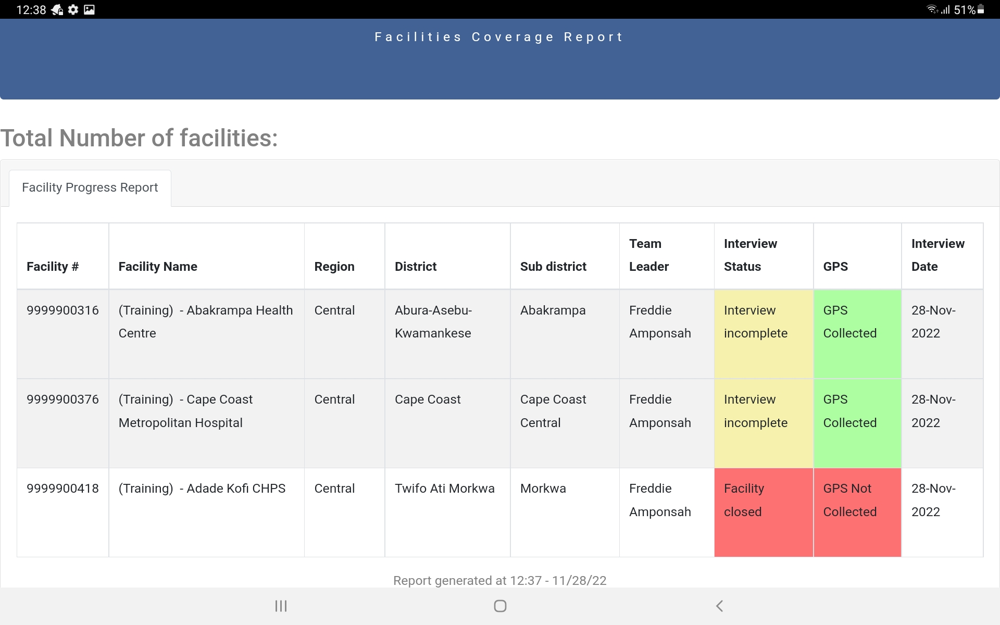 12:38
51%
Facilities Coverage Report
Total Number of facilities:
Facility Progress Report
Facility # Facility Name Region District Sub district Team Leader Interview Status GPS Interview Date
9999900316 (Training) - Abakrampa Health Centre Central Abura-Asebu-Kwamankese Abakrampa Freddie Amponsah Interview incomplete GPS Collected 28-Nov-2022
9999900376 (Training) - Cape Coast Metropolitan Hospital Central Cape Coast Cape Coast Central Freddie Amponsah Interview incomplete GPS Collected 28-Nov-2022
9999900418 (Training) - Adade Kofi CHPS Central Twifo Ati Morkwa Morkwa Freddie Amponsah Facility closed GPS Not Collected 28-Nov-2022
Report generated at 12:37 - 11/28/22